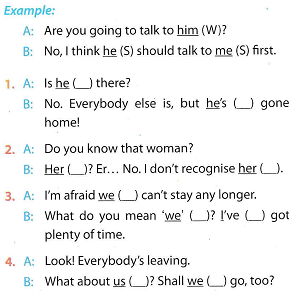 Example:
A: Are you going to talk to him (W)?
B: No, I think he (S) should talk to me (S) first.
1. A: Is he (__) there?
B: No. Everybody else is, but he's (__) gone
home!
2. A: Do you know that woman?
B: Her (__)? Er... No. I don't recognise her (__).
3. A: I'm afraid we (__) can't stay any longer.
B: What do you mean 'we' (__)? I've (__) got
plenty of time.
4. A: Look! Everybody's leaving.
B: What about us (__)? Shall we (__) go, too?